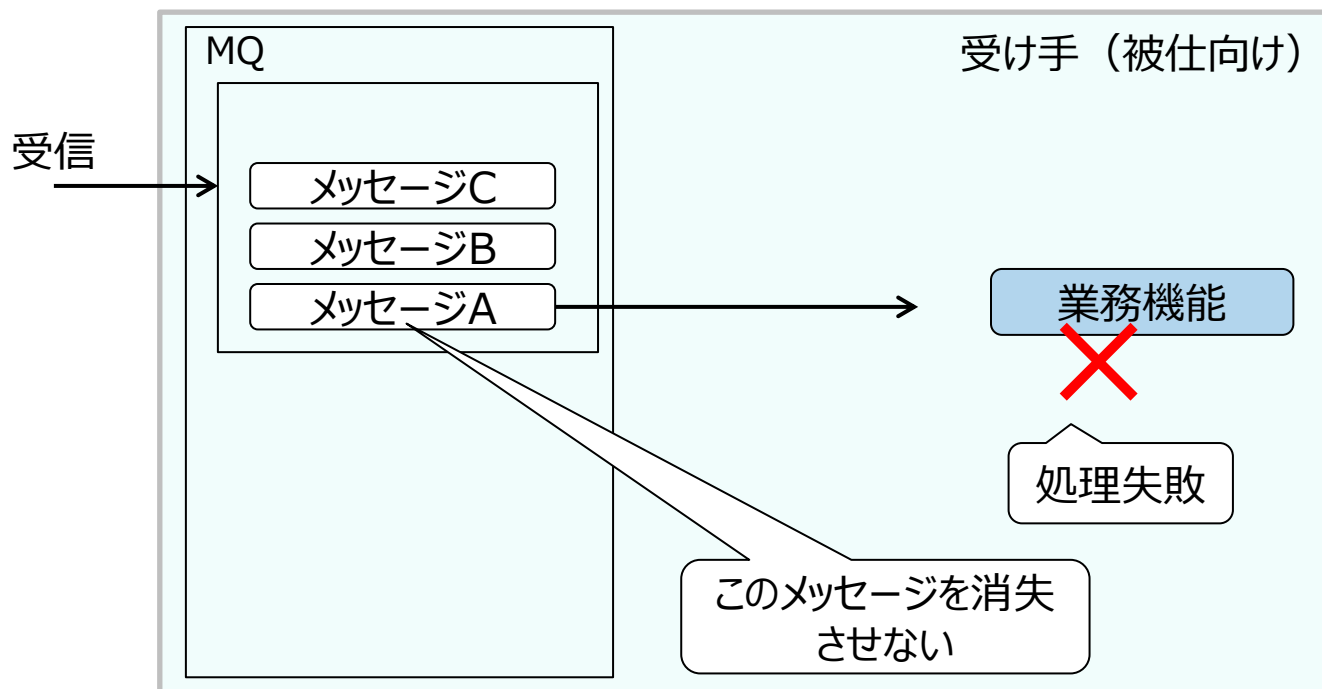 MQ
受け手（被仕向け）
受信
メッセージC
メッセージB
メッセージA
業務機能
処理失敗
このメッセージを消失
させない